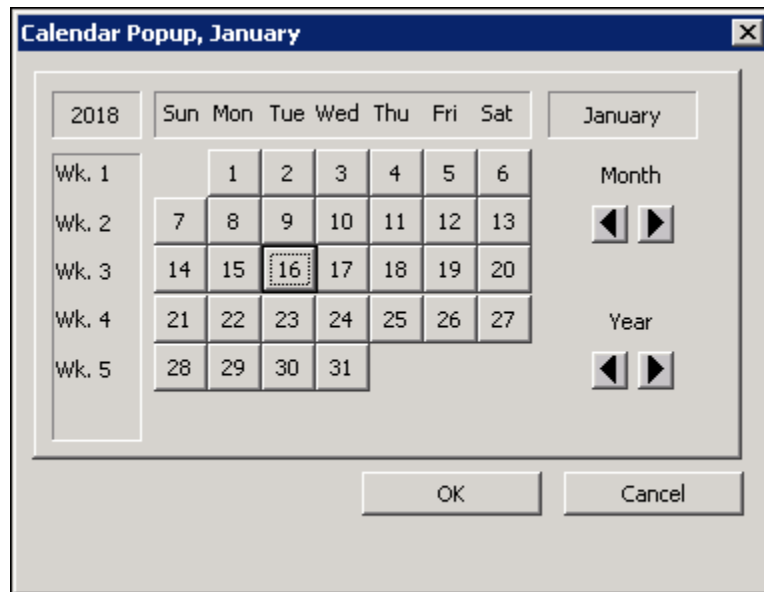 Calendar Popup, January
2018 Sun Mon Tue Wed Thu Fri Sat January
Wk. 1 1 2 3 4 5 6 Month
Wk. 2 7 8 9 10 11 12 13
Wk. 3 14 15 16 17 18 19 20
Wk. 4 21 22 23 24 25 26 27 Year
Wk. 5 28 29 30 31
OK Cancel